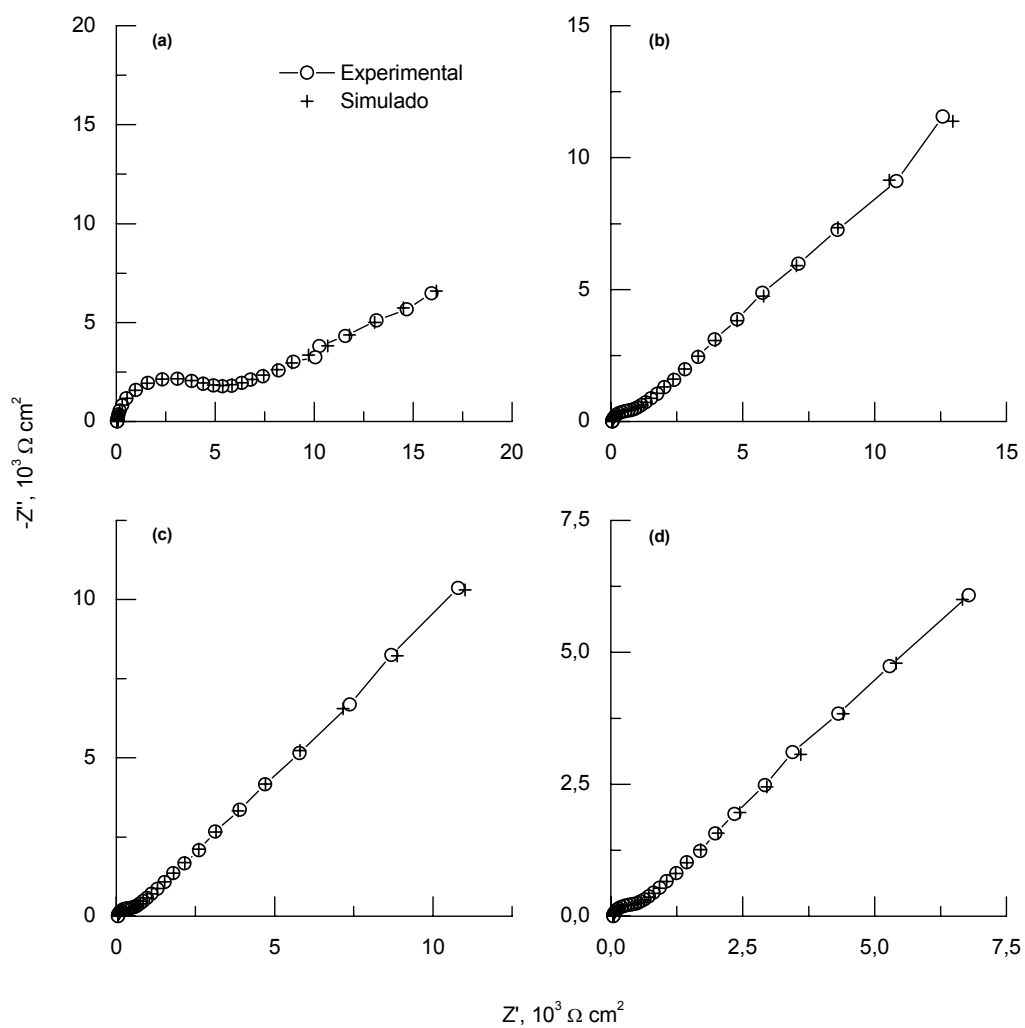 (a)
Experimental
Simulado
20
15
10
5
0
0 5 10 15 20
(b)
15
10
5
0
0 5 10 15
-Z'', 10³ Ω cm²
(c)
10
5
0
0 5 10
(d)
7,5
5,0
2,5
0,0
0,0 2,5 5,0 7,5
Z', 10³ Ω cm²